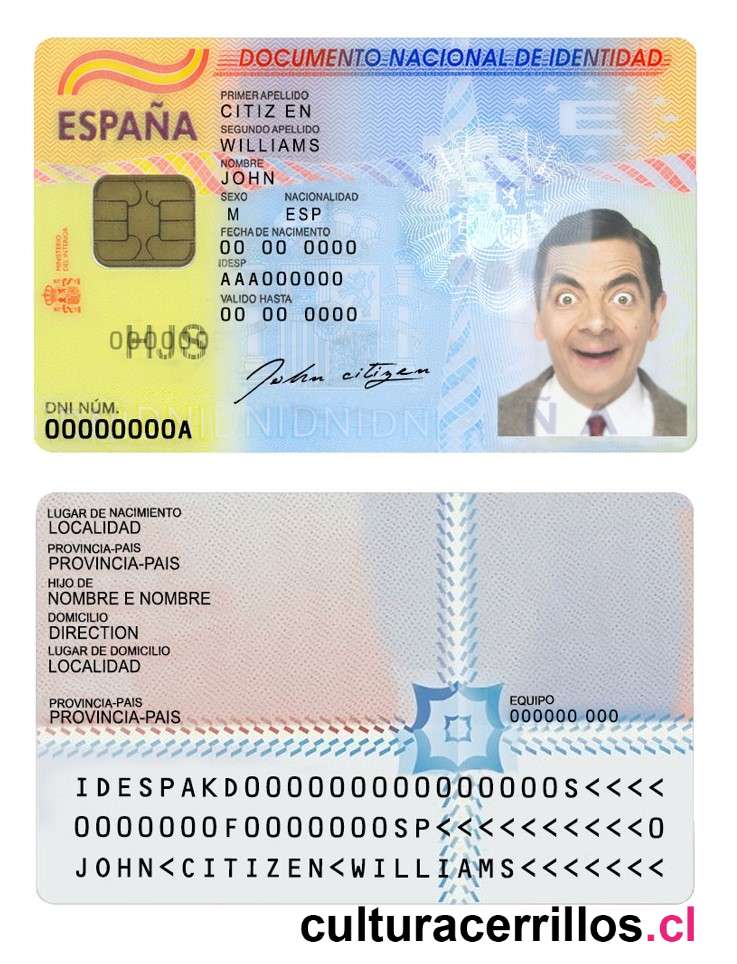 DOCUMENTO NACIONAL DE IDENTIDAD
ESPAÑA
PRIMER APELLIDO
CITIZ EN
SEGUNDO APELLIDO
WILLIAMS
NOMBRE
JOHN
SEXO NACIONALIDAD
M ESP
FECHA DE NACIMIENTO
00 00 0000
IDESP
AAA000000
VALIDO HASTA
00 00 0000
MINISTERIO
DEL INTERIOR
000000
HJS
John citizen
DNI NÚM.
00000000A
LUGAR DE NACIMIENTO
LOCALIDAD
PROVINCIA-PAIS
PROVINCIA-PAIS
HIJO DE
NOMBRE E NOMBRE
DOMICILIO
DIRECTION
LUGAR DE DOMICILIO
LOCALIDAD
PROVINCIA-PAIS
PROVINCIA-PAIS
EQUIPO
000000 000
IDESPAKD0000000000000000S<<<<
0000000F0000000SP<<<<<<<<<<<0
JOHN<CITIZEN<WILLIAMS<<<<<<<<
culturacerrillos.cl